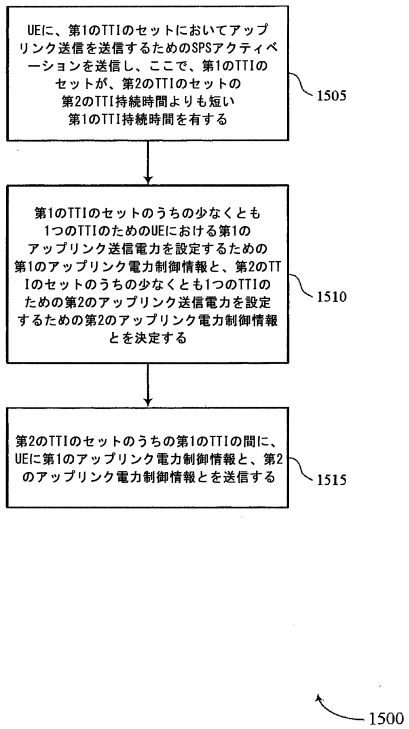 UEに、第1のTTIのセットにおいてアップ
リンク送信を送信するためのSPSアクティベ
ーションを送信し、ここで、第1のTTIの
セットが、第2のTTIのセットの
第2のTTI持続時間よりも短い
第1のTTI持続時間を有する
1505
第1のTTIのセットのうちの少なくとも
1つのTTIのためのUEにおける第1の
アップリンク送信電力を設定するための
第1のアップリンク電力制御情報と、第2のTT
Iのセットのうちの少なくとも1つのTTIの
ための第2のアップリンク送信電力を設定
するための第2のアップリンク電力制御情報
とを決定する
1510
第2のTTIのセットのうちの第1のTTIの間に、
UEに第1のアップリンク電力制御情報と、第2
のアップリンク電力制御情報とを送信する
1515
1500